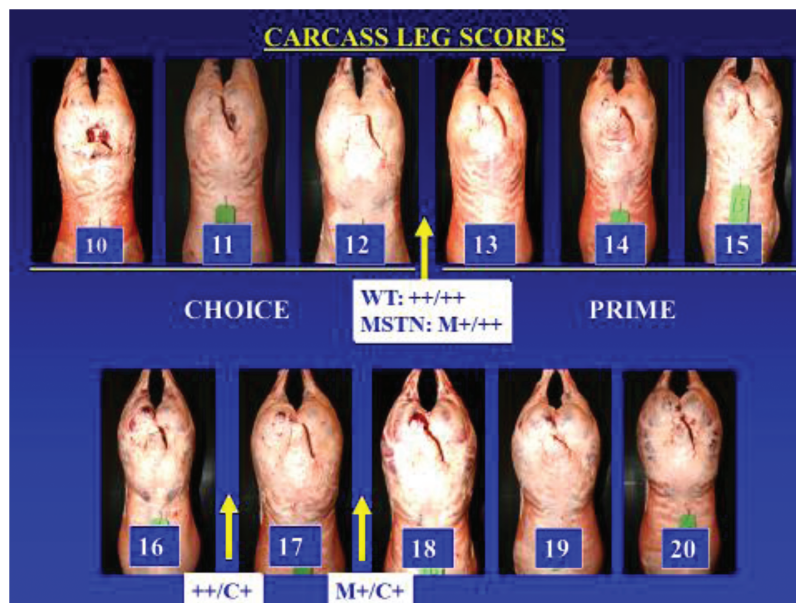 CARCASS LEG SCORES
10 11 12 13 14 15
CHOICE
WT: ++/++
MSTN: M+/++
PRIME
16 17 18 19 20
++/C+
M+/C+